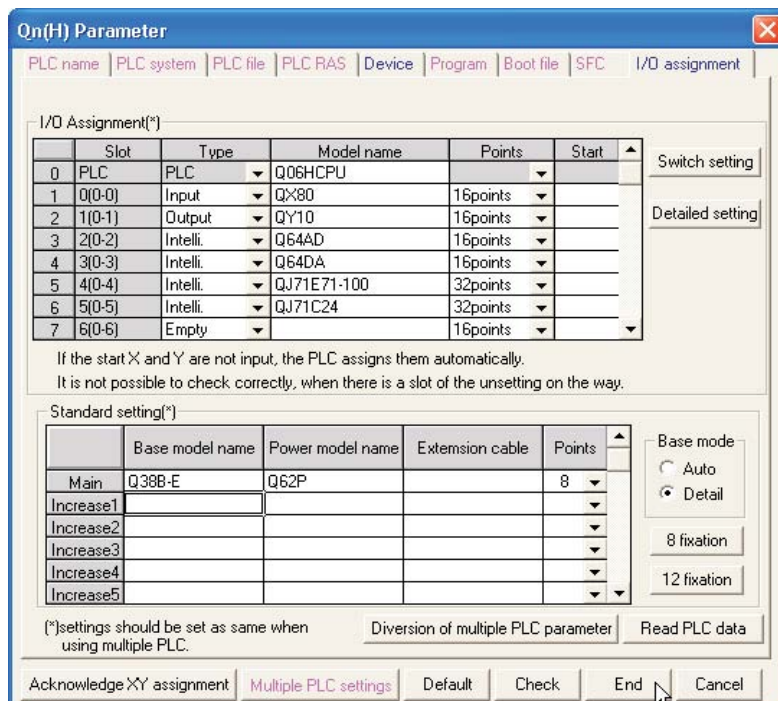 Qn(H) Parameter
PLC name PLC system PLC file PLC RAS Device Program Boot file SFC I/O assignment
I/O Assignment(*)
Slot Type Model name Points Start
0 PLC PLC Q06HCPU
1 0(0-0) Input QX80 16points
2 1(0-1) Output QY10 16points
3 2(0-2) Intelli. Q64AD 16points
4 3(0-3) Intelli. Q64DA 16points
5 4(0-4) Intelli. QJ71E71-100 32points
6 5(0-5) Intelli. QJ71C24 32points
7 6(0-6) Empty 16points
Switch setting
Detailed setting
If the start X and Y are not input, the PLC assigns them automatically.
It is not possible to check correctly, when there is a slot of the unsetting on the way.
Standard setting(*)
Base model name Power model name Extemsion cable Points
Main Q38B-E Q62P 8
Increase1
Increase2
Increase3
Increase4
Increase5
Base mode
Auto
Detail
8 fixation
12 fixation
(*)settings should be set as same when
using multiple PLC.
Diversion of multiple PLC parameter Read PLC data
Acknowledge XY assignment Multiple PLC settings Default Check End Cancel